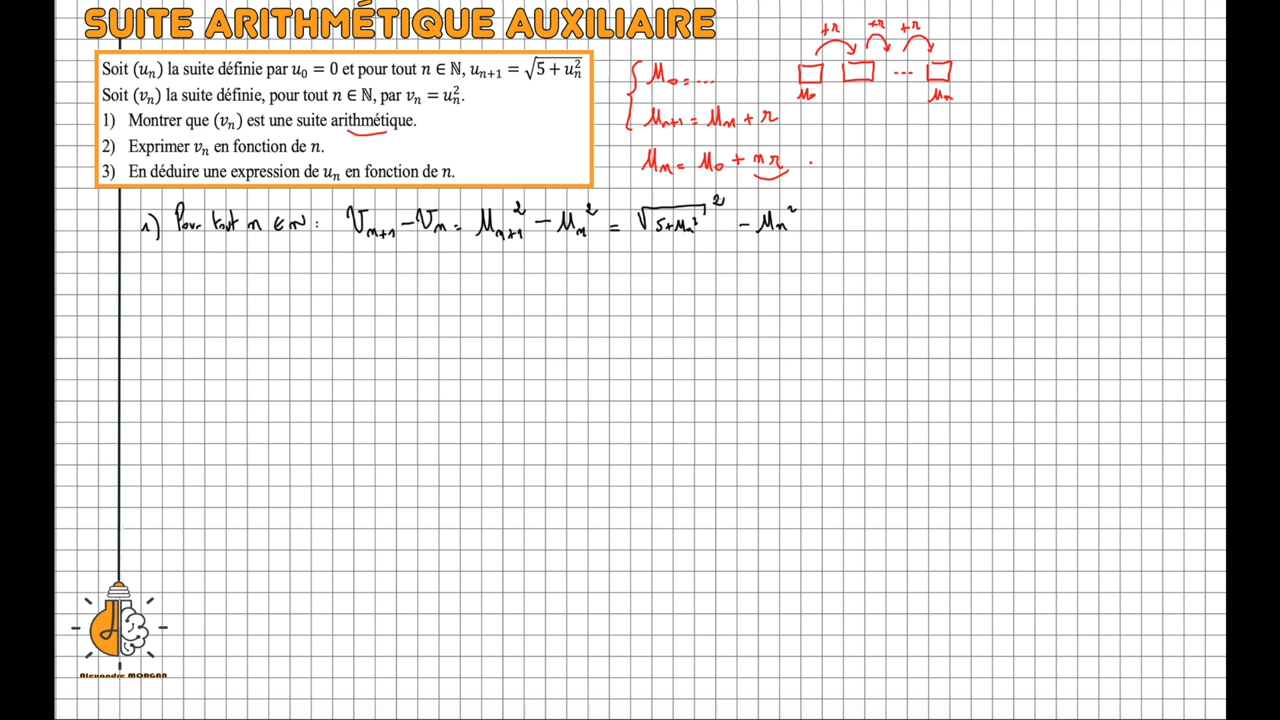 SUITE ARITHMÉTIQUE AUXILIAIRE
Soit (uₙ) la suite définie par u₀ = 0 et pour tout n ∈ ℕ, uₙ₊₁ = √(5 + uₙ²)
Soit (vₙ) la suite définie, pour tout n ∈ ℕ, par vₙ = uₙ².
1) Montrer que (vₙ) est une suite arithmétique.
2) Exprimer vₙ en fonction de n.
3) En déduire une expression de uₙ en fonction de n.
u₀ = ...
uₙ₊₁ = uₙ + r
uₙ = u₀ + nr
+r +r +r
...
u₀ uₙ
1) Pour tout n ∈ ℕ : Vₙ₊₁ - Vₙ = uₙ₊₁² - uₙ² = √(5+uₙ²)² - uₙ²
Alexandre MORGAN